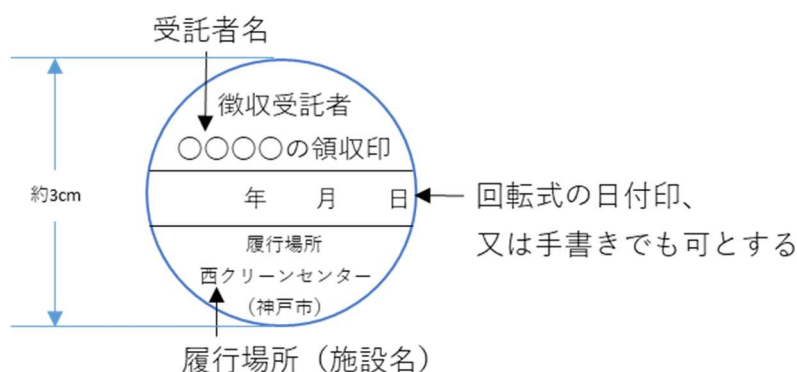 受託者名
徴収受託者
○○○○の領収印
約3cm
年 月 日
回転式の日付印、
又は手書きでも可とする
履行場所
西クリーンセンター
(神戸市)
履行場所（施設名）